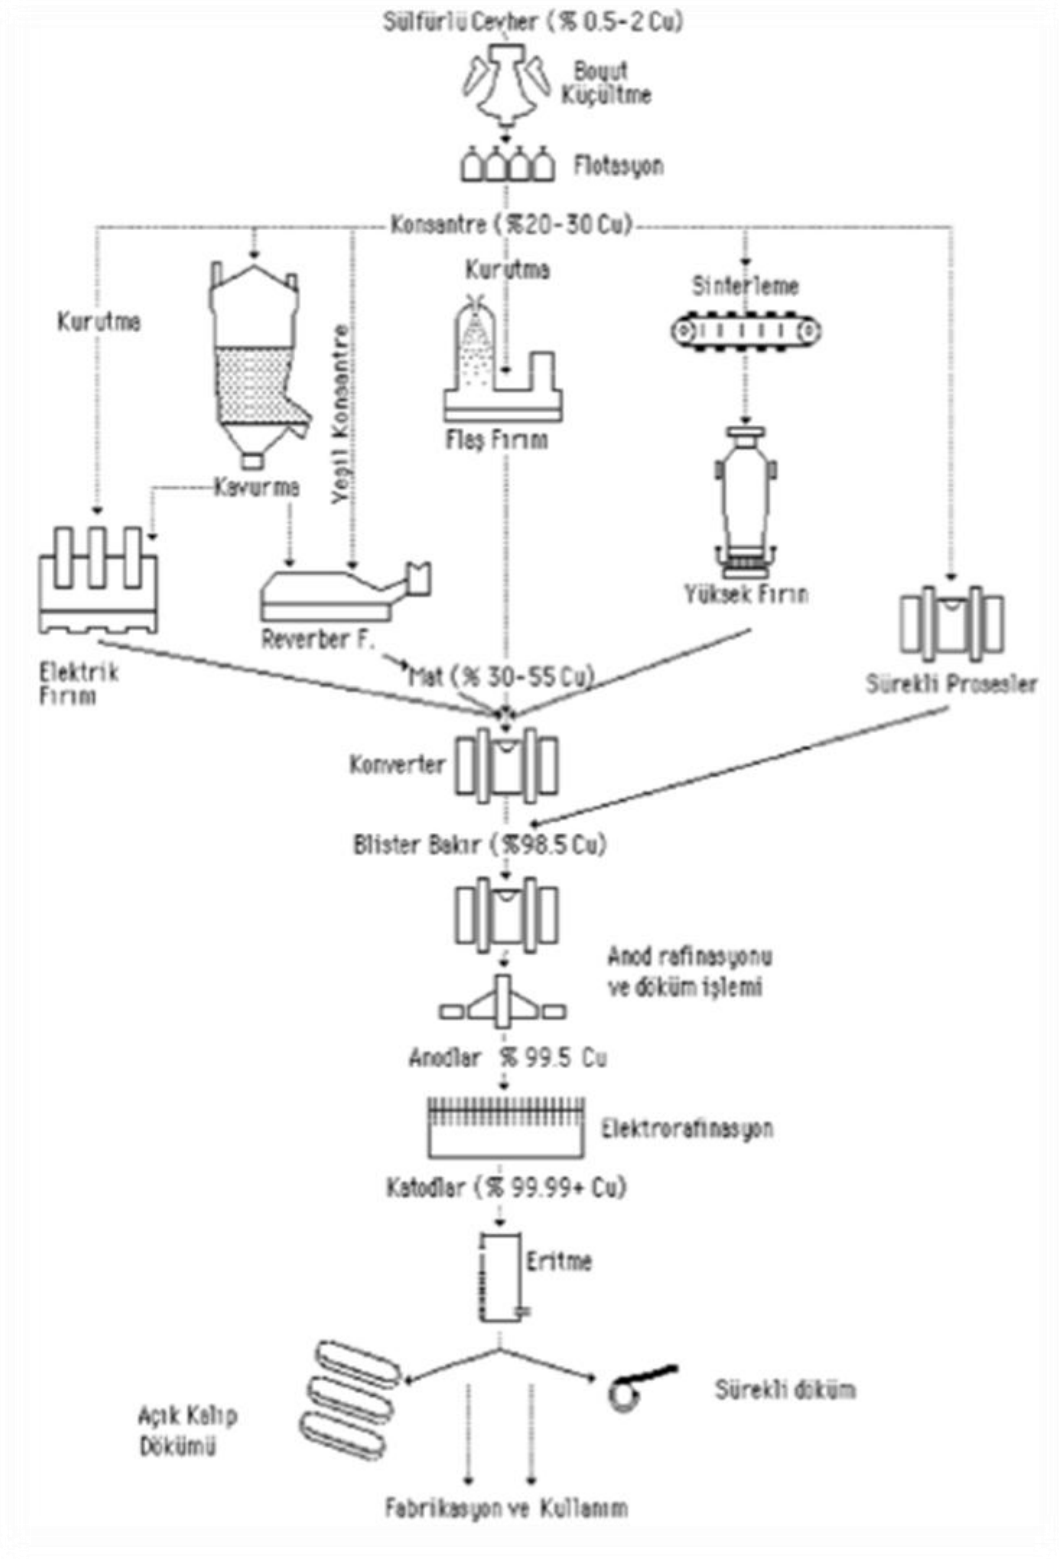 Sülfürlü Cevher (% 0.5-2 Cu)
Boyut
Küçültme
Flotasyon
Konsantre (%20-30 Cu)
Kurutma
Sinterleme
Kurutma
Yeşil Konsantre
Flaş Fırını
Kavurma
Yüksek Fırın
Reverber F.
Elektrik
Fırını
Mat (% 30-55 Cu)
Sürekli Prosesler
Konverter
Blister Bakır (%98.5 Cu)
Anod rafinasyonu
ve döküm işlemi
Anodlar % 99.5 Cu
Elektrorafinasyon
Katodlar (% 99.99+ Cu)
Eritme
Sürekli döküm
Açık Kalıp
Dökümü
Fabrikasyon ve Kullanım